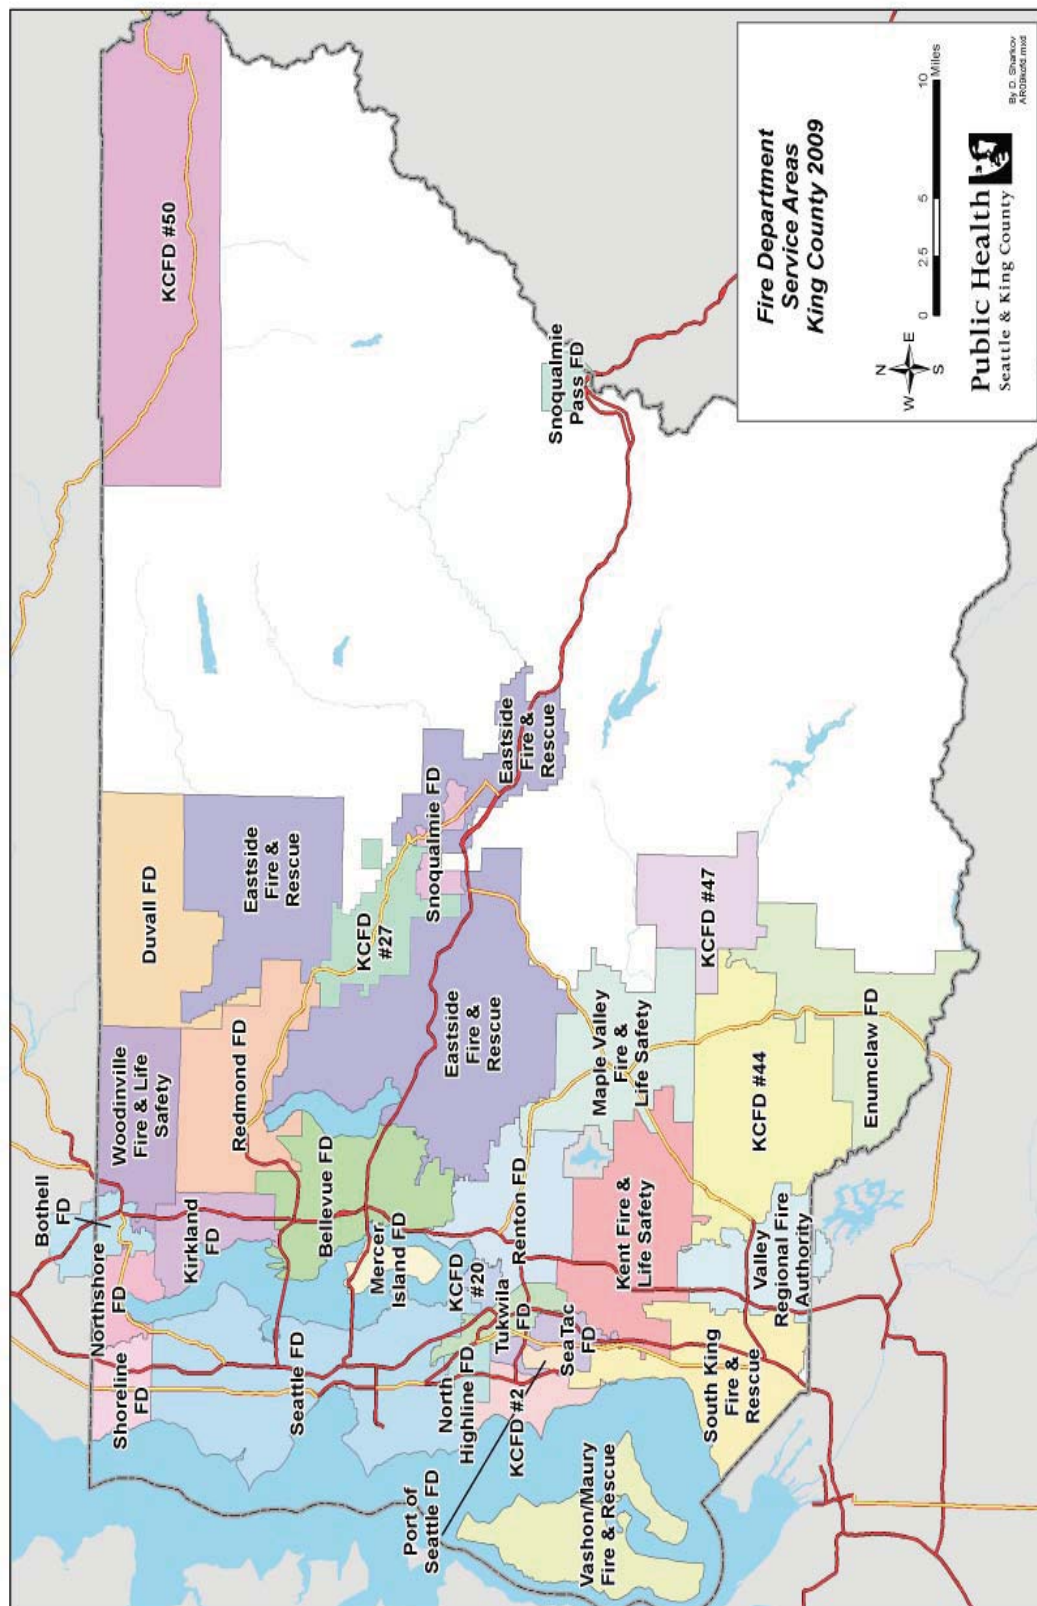 Bothell
FD
Northshore
FD
Shoreline
FD
Woodinville
Fire & Life
Safety
Kirkland
FD
Duvall FD
Redmond FD
Eastside
Fire &
Rescue
KCFD #50
Seattle FD
Bellevue FD
Mercer
Island FD
KCFD
#27
Snoqualmie FD
Eastside
Fire &
Rescue
Eastside
Fire &
Rescue
Snoqualmie
Pass FD
Port of
Seattle FD
North
Highline FD
KCFD #2
KCFD
#20
Tukwila
FD
SeaTac
FD
Renton FD
Vashon/Maury
Fire & Rescue
Kent Fire &
Life Safety
Maple Valley
Fire &
Life Safety
South King
Fire &
Rescue
Valley
Regional Fire
Authority
KCFD #44
KCFD #47
Enumclaw FD
Fire Department
Service Areas
King County 2009
N
W
E
S
0 2.5 5 10
Miles
Public Health
Seattle & King County
By D. Sharkov
AR09kcfd.mxd